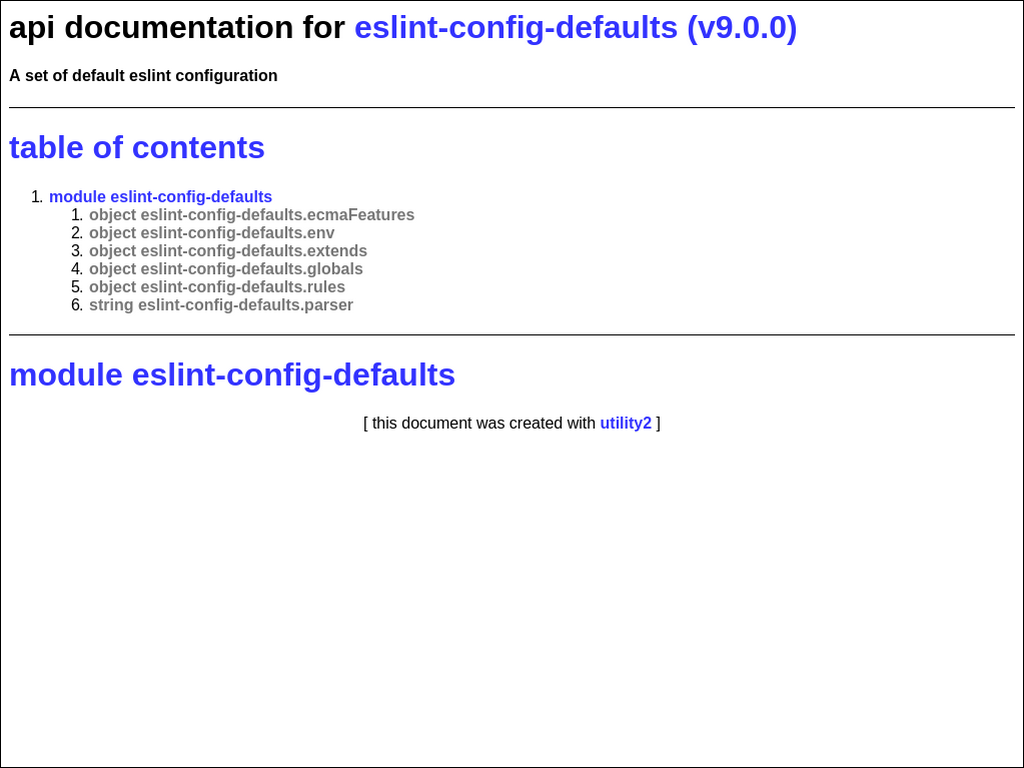 api documentation for eslint-config-defaults (v9.0.0)
A set of default eslint configuration
table of contents
1. module eslint-config-defaults
1. object eslint-config-defaults.ecmaFeatures
2. object eslint-config-defaults.env
3. object eslint-config-defaults.extends
4. object eslint-config-defaults.globals
5. object eslint-config-defaults.rules
6. string eslint-config-defaults.parser
module eslint-config-defaults
[ this document was created with utility2 ]